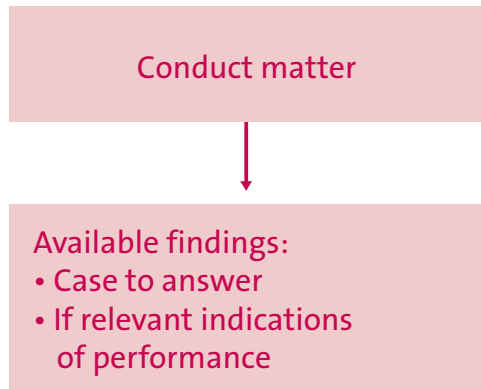 Conduct matter
Available findings:
• Case to answer
• If relevant indications
of performance